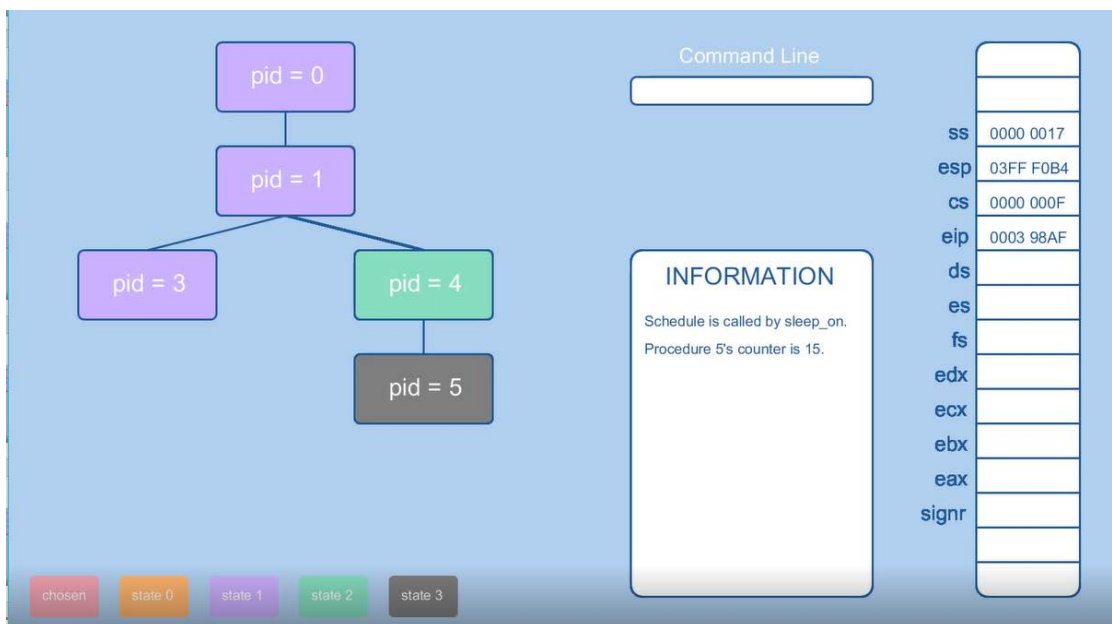 pid = 0
pid = 1
pid = 3
pid = 4
pid = 5
chosen
state 0
state 1
state 2
state 3
Command Line
INFORMATION
Schedule is called by sleep_on.
Procedure 5's counter is 15.
ss 0000 0017
esp 03FF F0B4
cs 0000 000F
eip 0003 98AF
ds
es
fs
edx
ecx
ebx
eax
signr